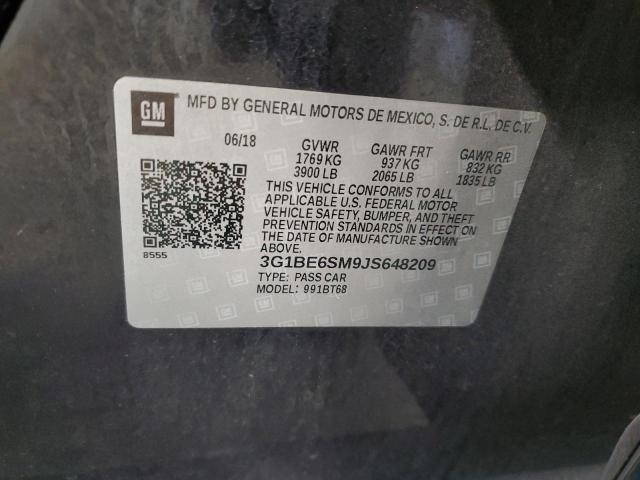 GM
MFD BY GENERAL MOTORS DE MEXICO, S. DE R.L. DE C.V.
06/18 GVWR GAWR FRT GAWR RR
1769 KG 937 KG 832 KG
3900 LB 2065 LB 1835 LB
THIS VEHICLE CONFORMS TO ALL
APPLICABLE U.S. FEDERAL MOTOR
VEHICLE SAFETY, BUMPER, AND THEFT
PREVENTION STANDARDS IN EFFECT ON
THE DATE OF MANUFACTURE SHOWN
ABOVE.
8555
3G1BE6SM9JS648209
TYPE: PASS CAR
MODEL: 991BT68